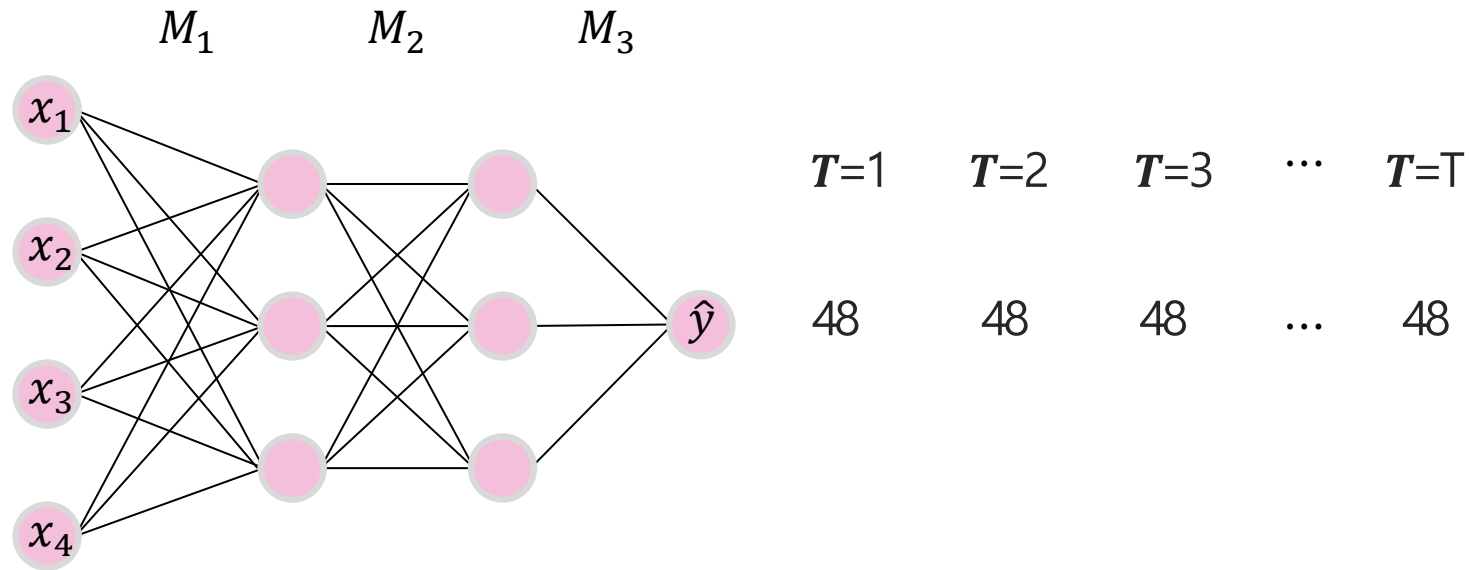 M₁ M₂ M₃
x₁
T=1 T=2 T=3 ⋯ T=T
x₂
ŷ 48 48 48 … 48
x₃
x₄